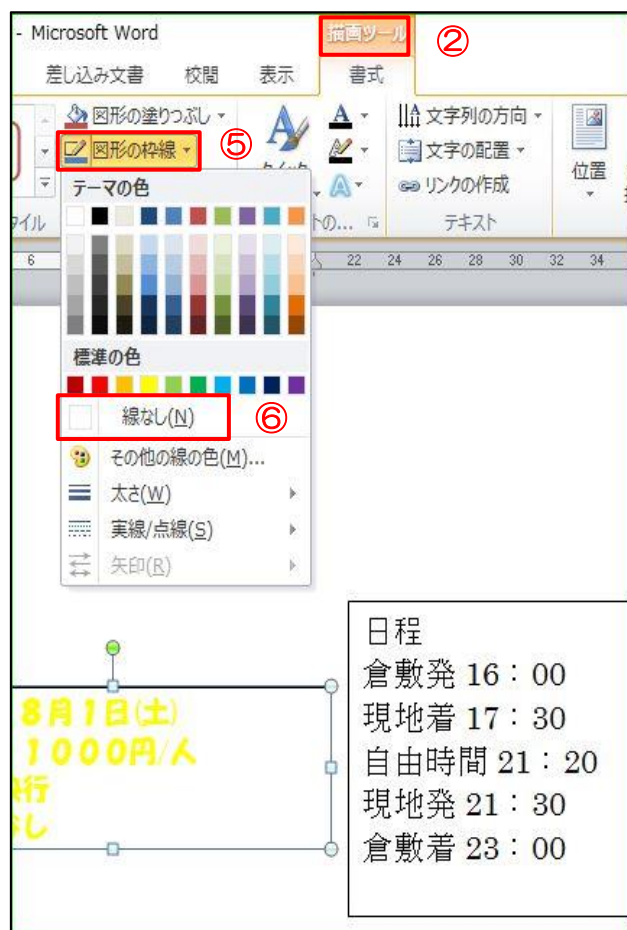 - Microsoft Word
描画ツール
②
差し込み文書 校閲 表示 書式
図形の塗りつぶし
文字列の方向
図形の枠線
⑤
文字の配置
リンクの作成
位置
テーマの色
イル
トの...
テキスト
6 22 24 26 28 30 32 34
標準の色
線なし(N)
⑥
その他の線の色(M)...
太さ(W)
実線/点線(S)
矢印(R)
8月1日(土)
1000円/人
行
し
日程
倉敷発 16:00
現地着 17:30
自由時間 21:20
現地発 21:30
倉敷着 23:00